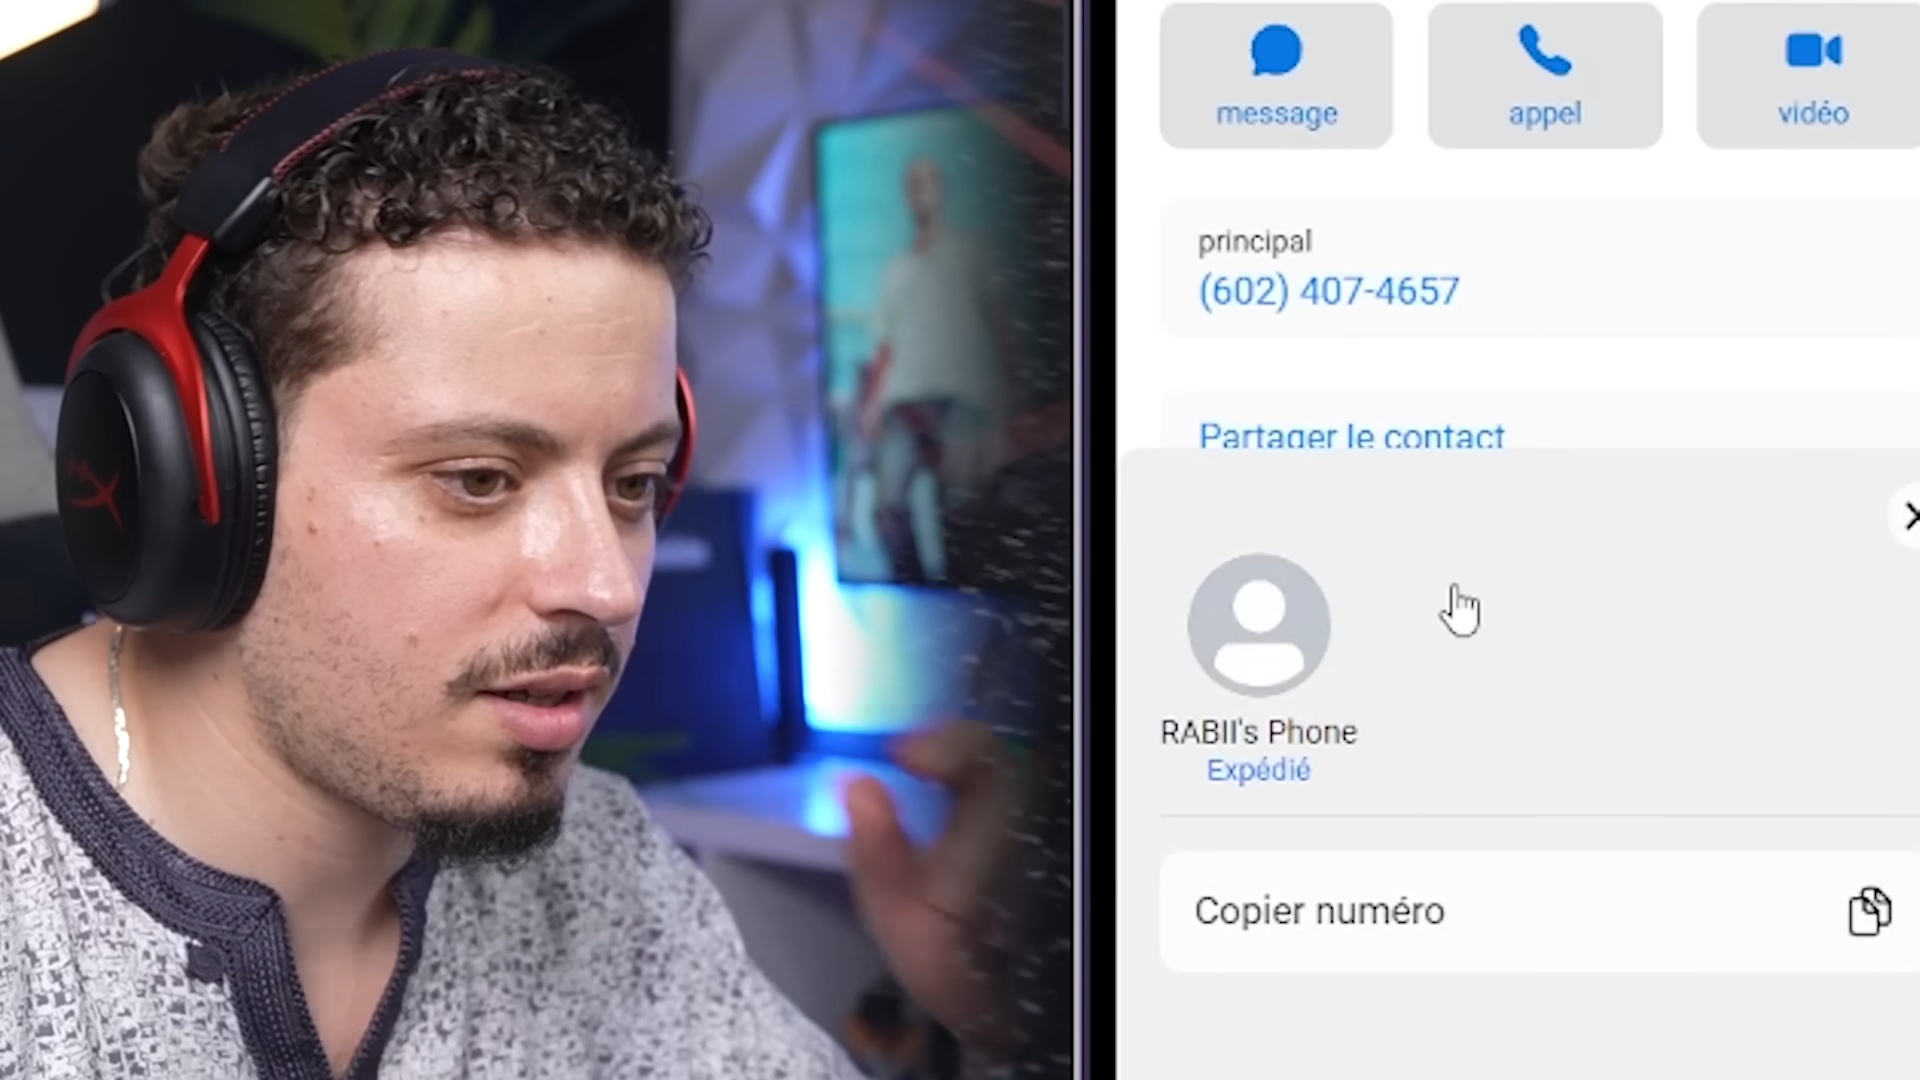 message
appel
vidéo
principal
(602) 407-4657
Partager le contact
RABII's Phone
Expédié
Copier numéro